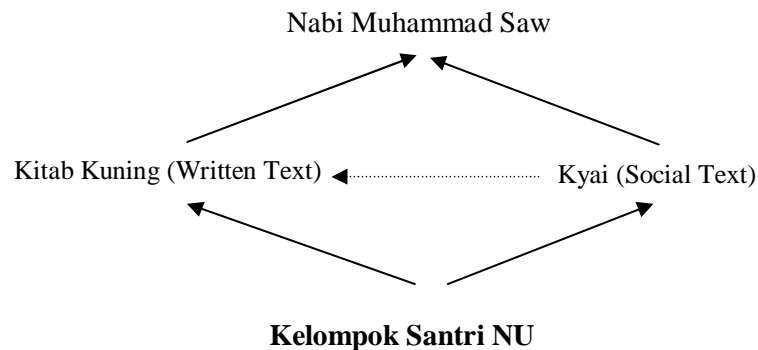 Nabi Muhammad Saw
Kitab Kuning (Written Text)
Kyai (Social Text)
Kelompok Santri NU